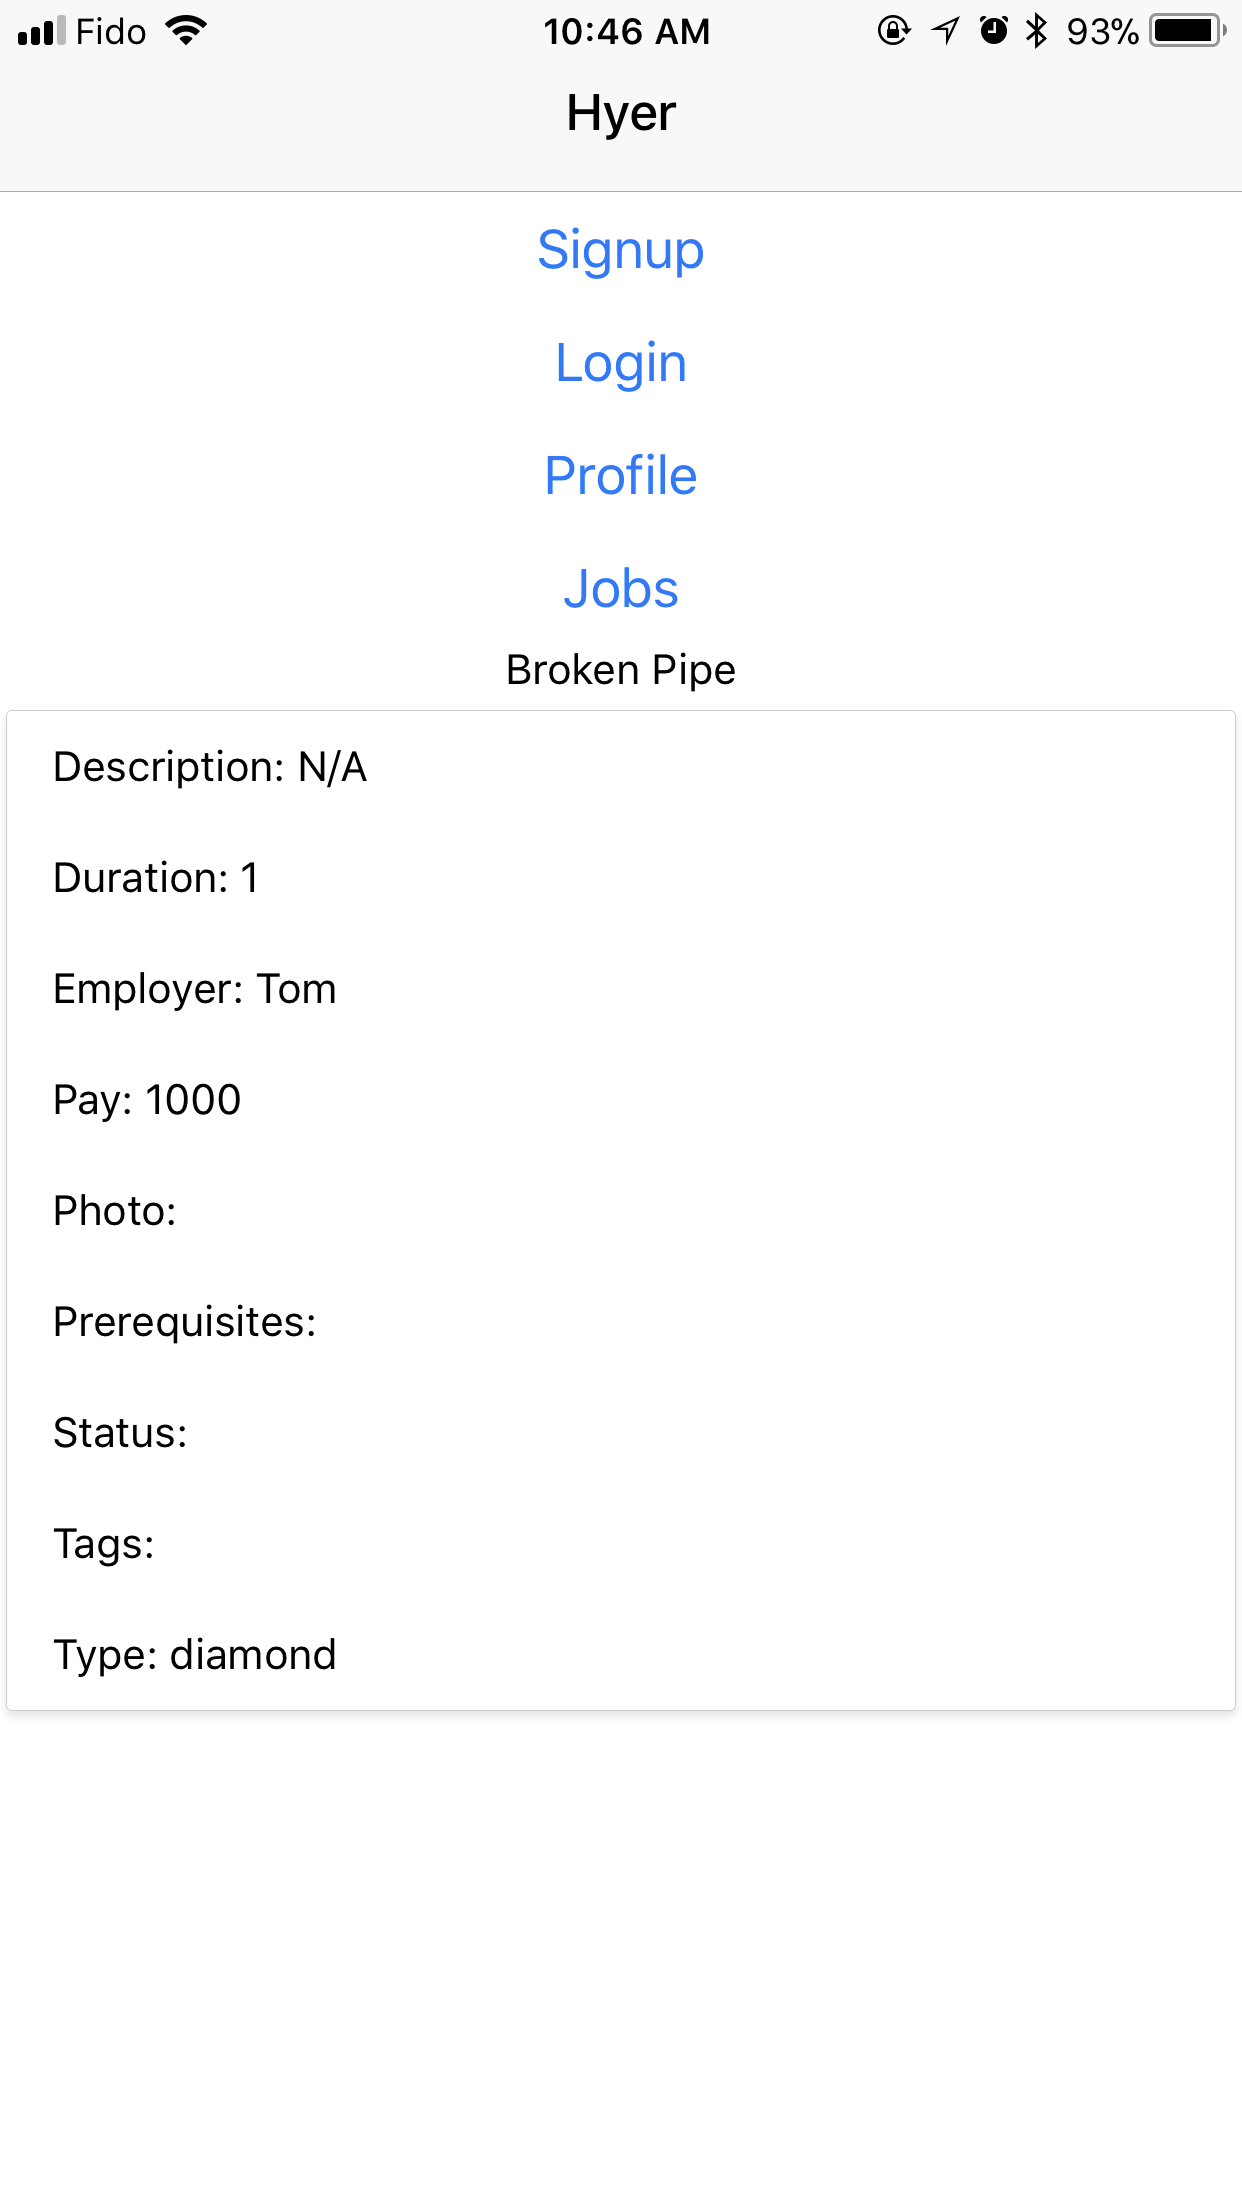 Fido 10:46 AM 93%
Hyer
Signup
Login
Profile
Jobs
Broken Pipe
Description: N/A
Duration: 1
Employer: Tom
Pay: 1000
Photo:
Prerequisites:
Status:
Tags:
Type: diamond